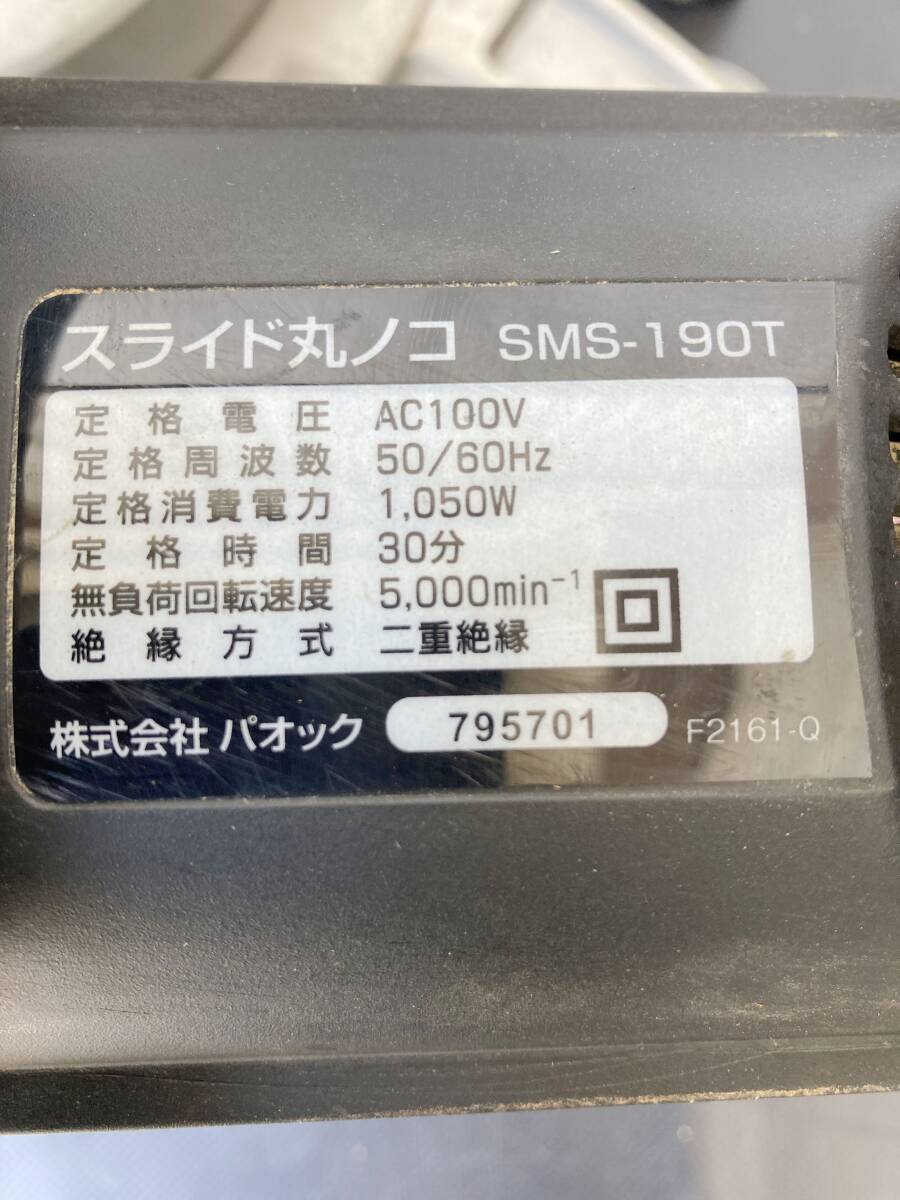 スライド丸ノコ SMS-190T
定格電圧 AC100V
定格周波数 50/60Hz
定格消費電力 1,050W
定格時間 30分
無負荷回転速度 5,000min⁻¹
絶縁方式 二重絶縁
株式会社 パオック 795701 F2161-Q